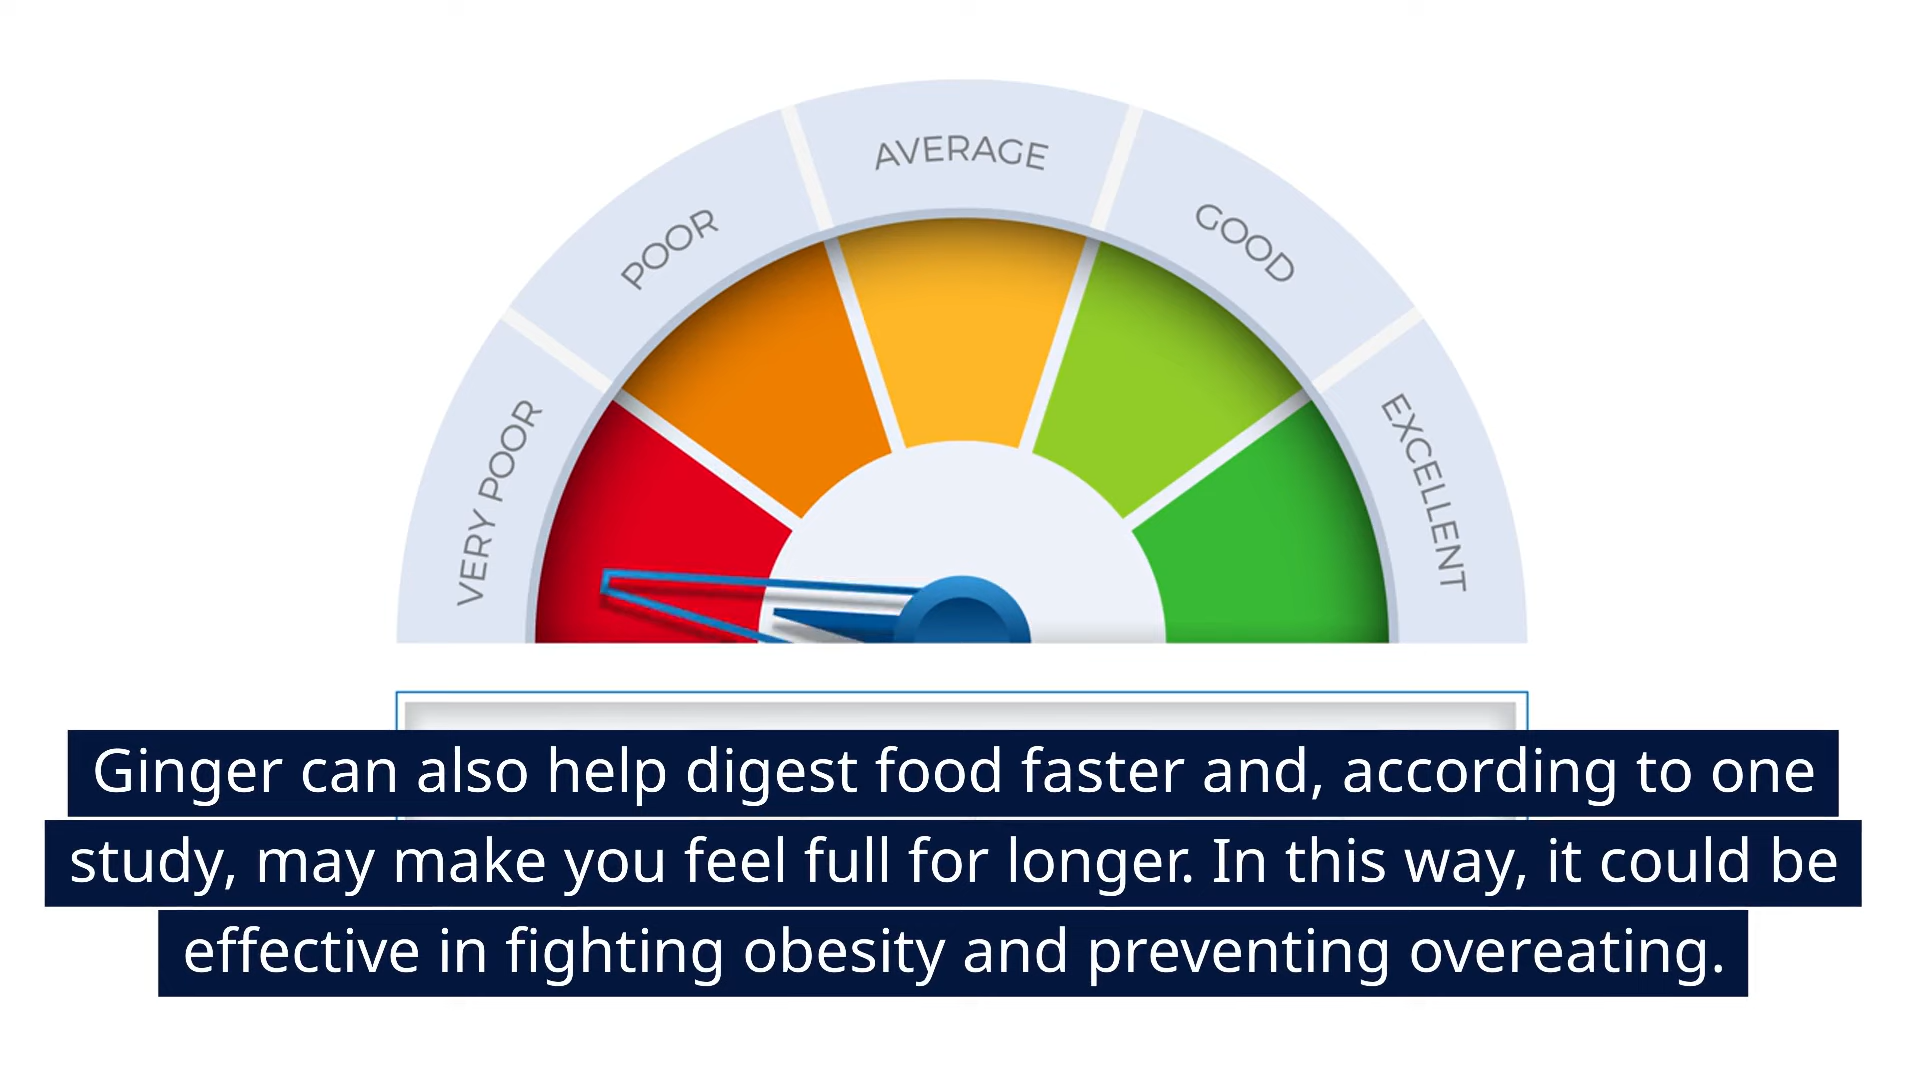 VERY POOR
POOR
AVERAGE
GOOD
EXCELLENT
Ginger can also help digest food faster and, according to one
study, may make you feel full for longer. In this way, it could be
effective in fighting obesity and preventing overeating.